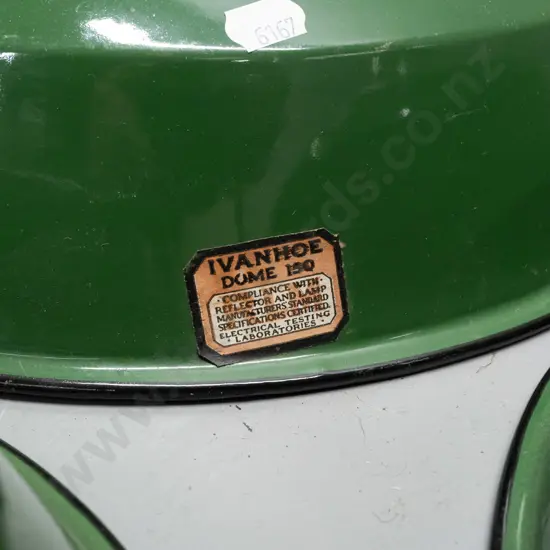 6167
IVANHOE
DOME 150
COMPLIANCE WITH
REFLECTOR AND LAMP
MANUFACTURERS STANDARD
SPECIFICATIONS CERTIFIED.
ELECTRICAL TESTING
• LABORATORIES •